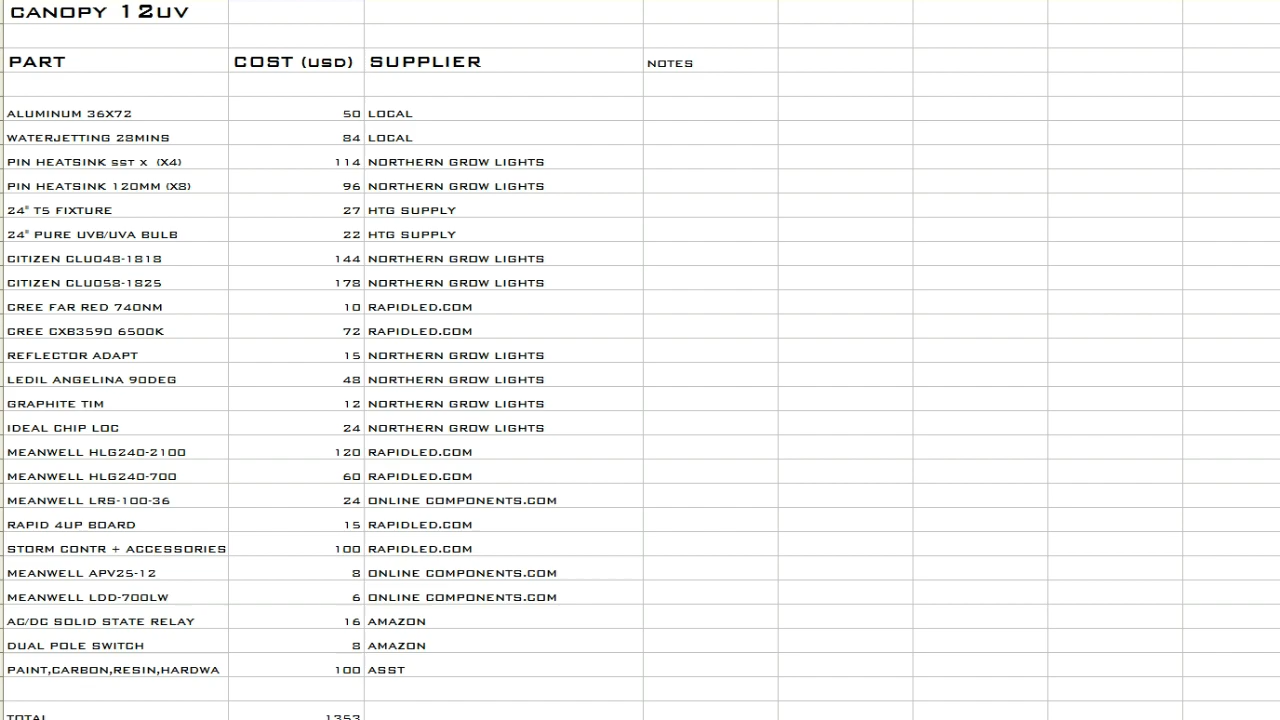 CANOPY 12UV
PART COST (USD) SUPPLIER NOTES
ALUMINUM 36X72 50 LOCAL
WATERJETTING 28MINS 84 LOCAL
PIN HEATSINK SST X (X4) 114 NORTHERN GROW LIGHTS
PIN HEATSINK 120MM (X8) 96 NORTHERN GROW LIGHTS
24" T5 FIXTURE 27 HTG SUPPLY
24" PURE UVB/UVA BULB 22 HTG SUPPLY
CITIZEN CLU048-1818 144 NORTHERN GROW LIGHTS
CITIZEN CLU058-1825 178 NORTHERN GROW LIGHTS
CREE FAR RED 740NM 10 RAPIDLED.COM
CREE CXB3590 6500K 72 RAPIDLED.COM
REFLECTOR ADAPT 15 NORTHERN GROW LIGHTS
LEDIL ANGELINA 90DEG 48 NORTHERN GROW LIGHTS
GRAPHITE TIM 12 NORTHERN GROW LIGHTS
IDEAL CHIP LOC 24 NORTHERN GROW LIGHTS
MEANWELL HLG240-2100 120 RAPIDLED.COM
MEANWELL HLG240-700 60 RAPIDLED.COM
MEANWELL LRS-100-36 24 ONLINE COMPONENTS.COM
RAPID 4UP BOARD 15 RAPIDLED.COM
STORM CONTR + ACCESSORIES 100 RAPIDLED.COM
MEANWELL APV25-12 8 ONLINE COMPONENTS.COM
MEANWELL LDD-700LW 6 ONLINE COMPONENTS.COM
AC/DC SOLID STATE RELAY 16 AMAZON
DUAL POLE SWITCH 8 AMAZON
PAINT,CARBON,RESIN,HARDWA 100 ASST
TOTAL 1353